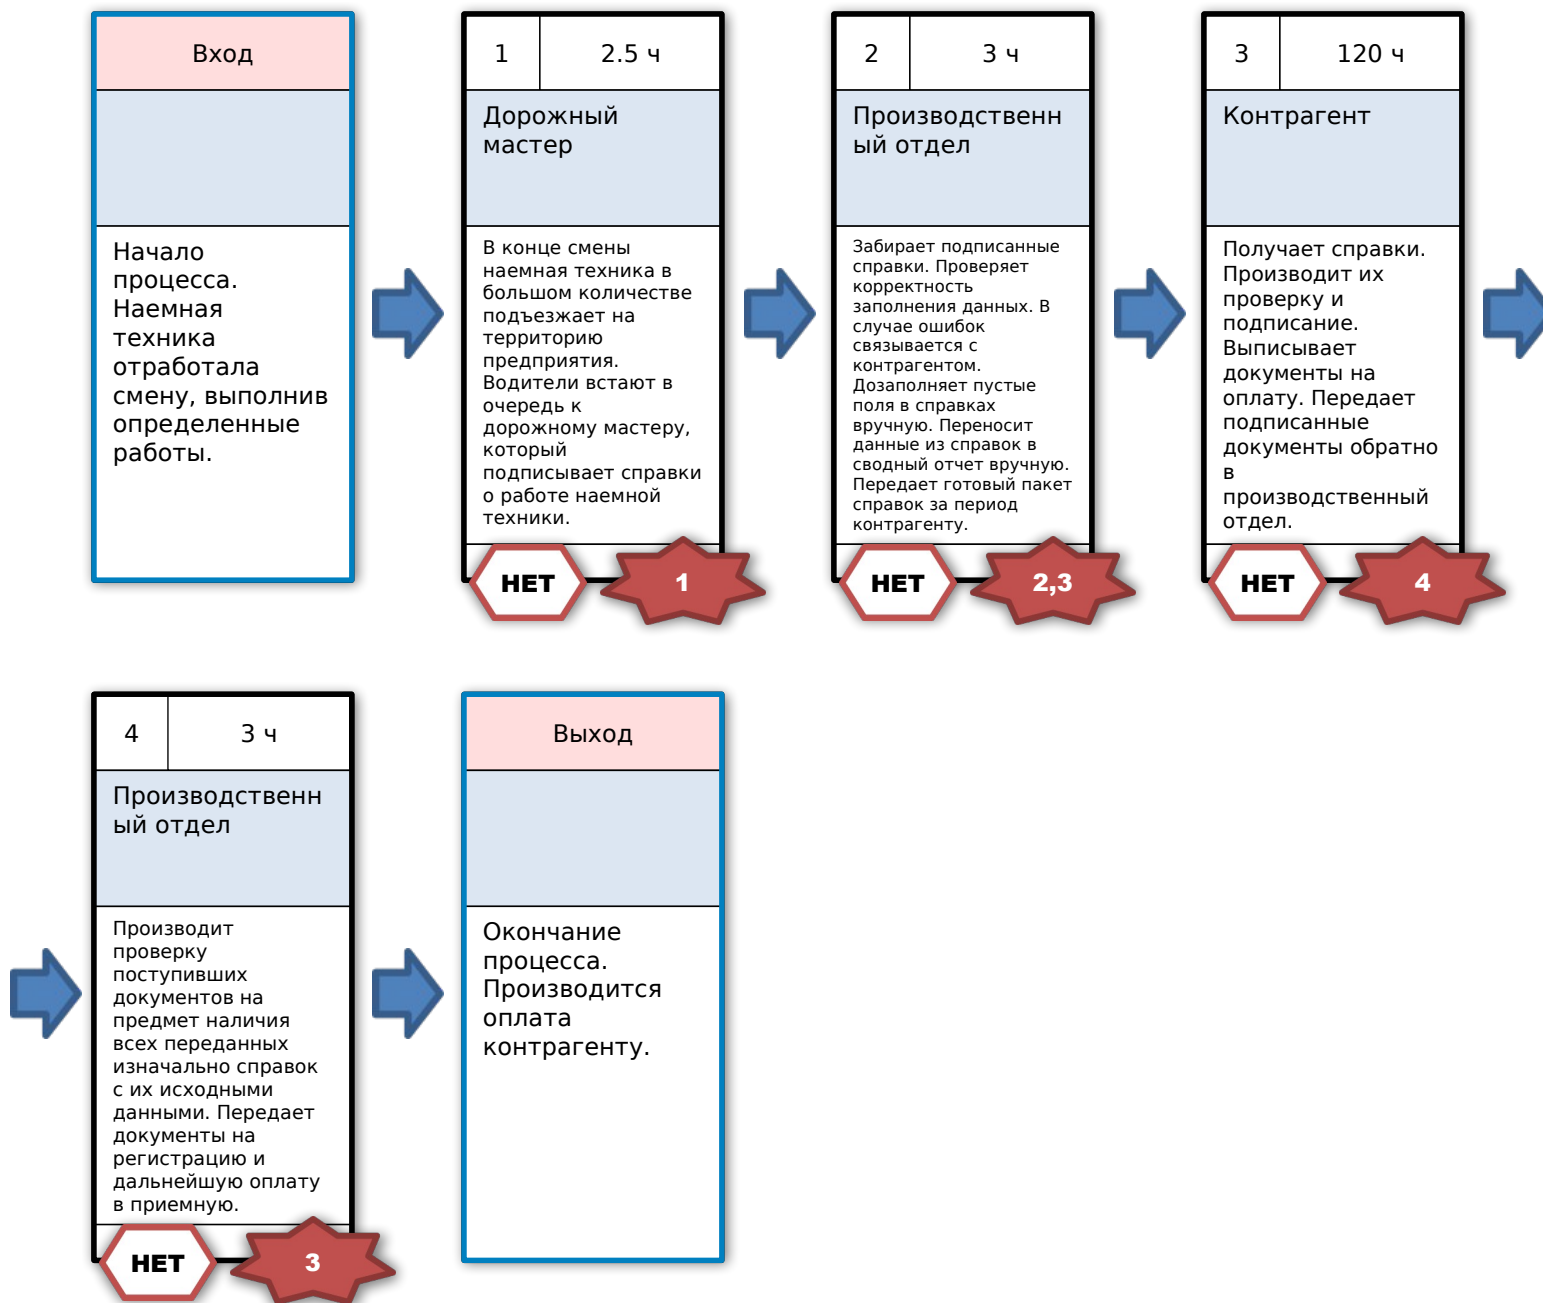 Вход
Начало
процесса.
Наемная
техника
отработала
смену, выполнив
определенные
работы.
1
2.5 ч
Дорожный
мастер
В конце смены
наемная техника в
большом количестве
подъезжает на
территорию
предприятия.
Водители встают в
очередь к
дорожному мастеру,
который
подписывает справки
о работе наемной
техники.
НЕТ
1
2
3 ч
Производственн
ый отдел
Забирает подписанные
справки. Проверяет
корректность
заполнения данных. В
случае ошибок
связывается с
контрагентом.
Дозаполняет пустые
поля в справках
вручную. Переносит
данные из справок в
сводный отчет вручную.
Передает готовый пакет
справок за период
контрагенту.
НЕТ
2,3
3
120 ч
Контрагент
Получает справки.
Производит их
проверку и
подписание.
Выписывает
документы на
оплату. Передает
подписанные
документы обратно
в
производственный
отдел.
НЕТ
4
4
3 ч
Производственн
ый отдел
Производит
проверку
поступивших
документов на
предмет наличия
всех переданных
изначально справок
с их исходными
данными. Передает
документы на
регистрацию и
дальнейшую оплату
в приемную.
НЕТ
3
Выход
Окончание
процесса.
Производится
оплата
контрагенту.